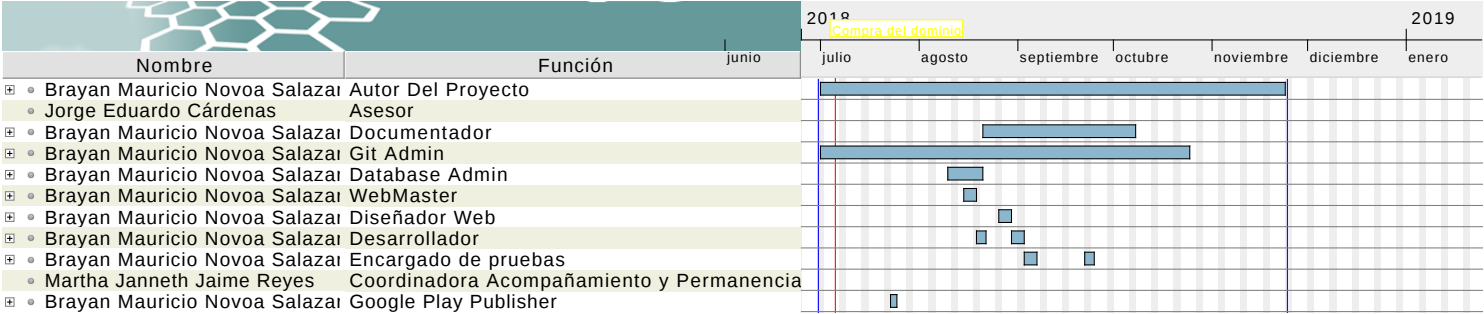 2018 2019
Compra del dominio
junio julio agosto septiembre octubre noviembre diciembre enero
Nombre Función
Brayan Mauricio Novoa Salazar Autor Del Proyecto
Jorge Eduardo Cárdenas Asesor
Brayan Mauricio Novoa Salazar Documentador
Brayan Mauricio Novoa Salazar Git Admin
Brayan Mauricio Novoa Salazar Database Admin
Brayan Mauricio Novoa Salazar WebMaster
Brayan Mauricio Novoa Salazar Diseñador Web
Brayan Mauricio Novoa Salazar Desarrollador
Brayan Mauricio Novoa Salazar Encargado de pruebas
Martha Janneth Jaime Reyes Coordinadora Acompañamiento y Permanencia
Brayan Mauricio Novoa Salazar Google Play Publisher